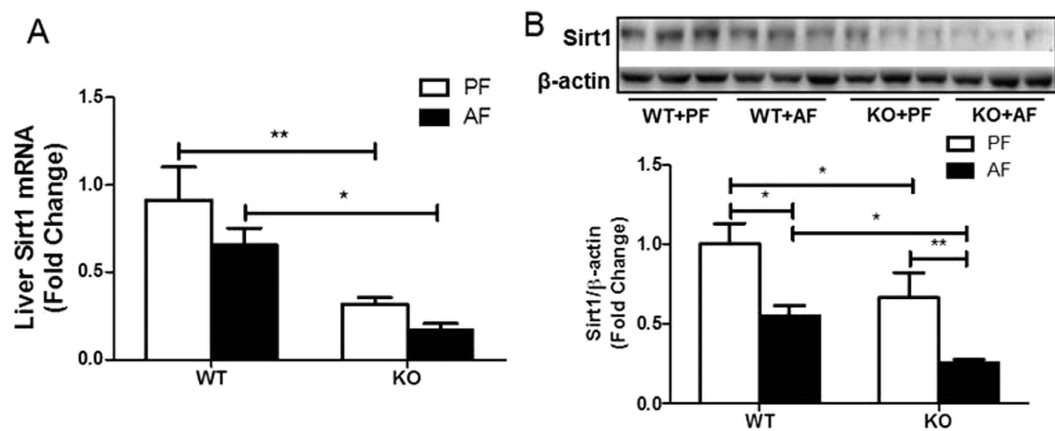 A
PF
AF
Liver Sirt1 mRNA
(Fold Change)
1.5
1.0
0.5
0.0
**
*
WT
KO
B
Sirt1
β-actin
WT+PF
WT+AF
KO+PF
KO+AF
PF
AF
Sirt1/β-actin
(Fold Change)
1.5
1.0
0.5
0.0
*
*
*
**
WT
KO